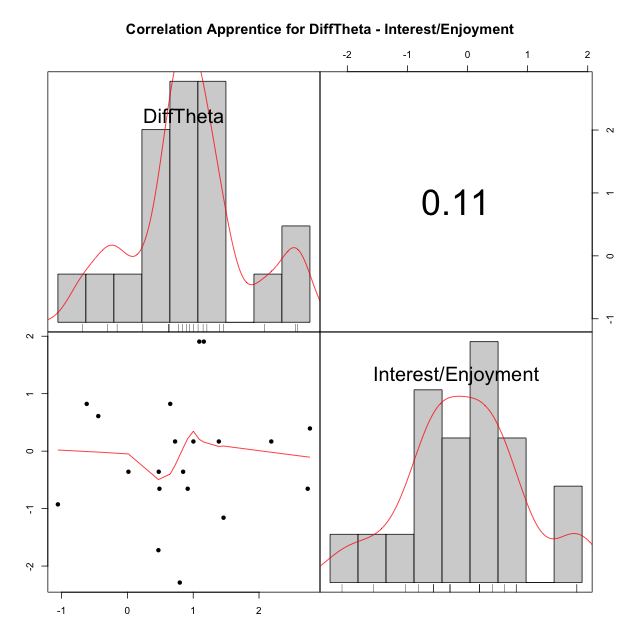 Correlation Apprentice for DiffTheta - Interest/Enjoyment
-2 -1 0 1 2
DiffTheta
0.11
2
1
0
-1
Interest/Enjoyment
2
1
0
-1
-2
-1 0 1 2